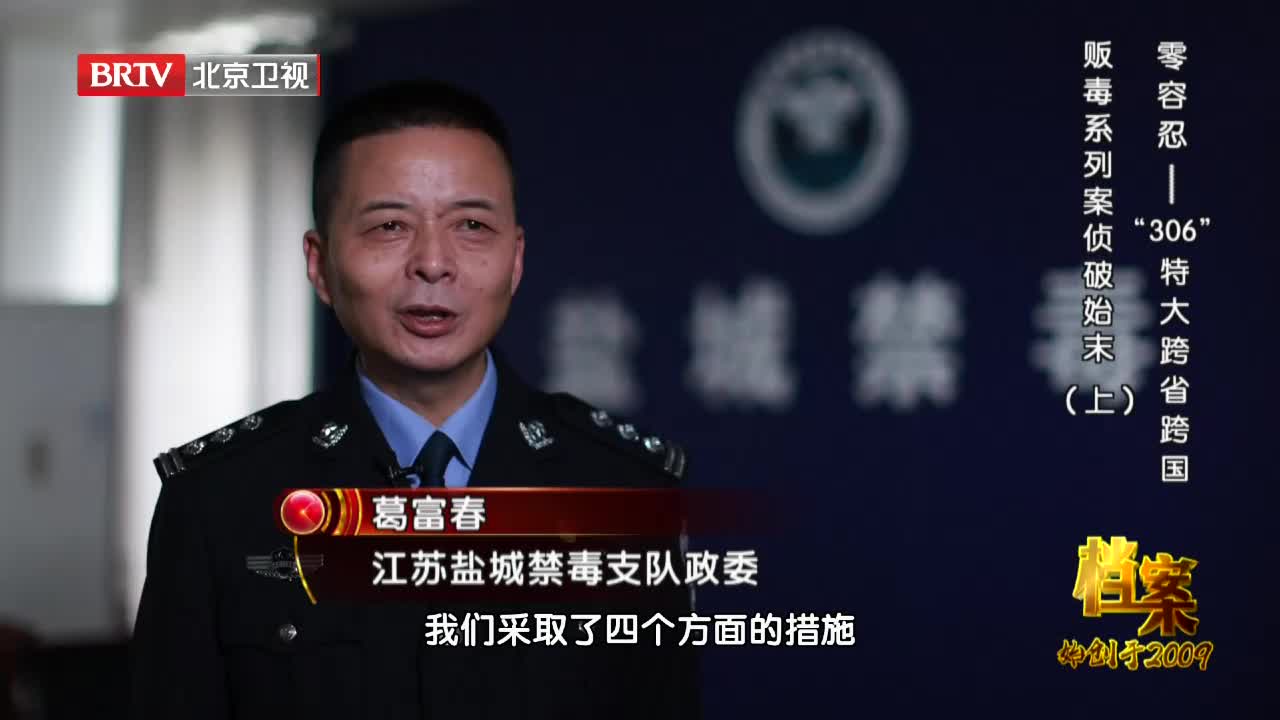 BRTV 北京卫视
零容忍——“306”特大跨省跨国
贩毒系列案侦破始末（上）
盐城禁毒
葛富春
江苏盐城禁毒支队政委
我们采取了四个方面的措施
档案
始创于2009